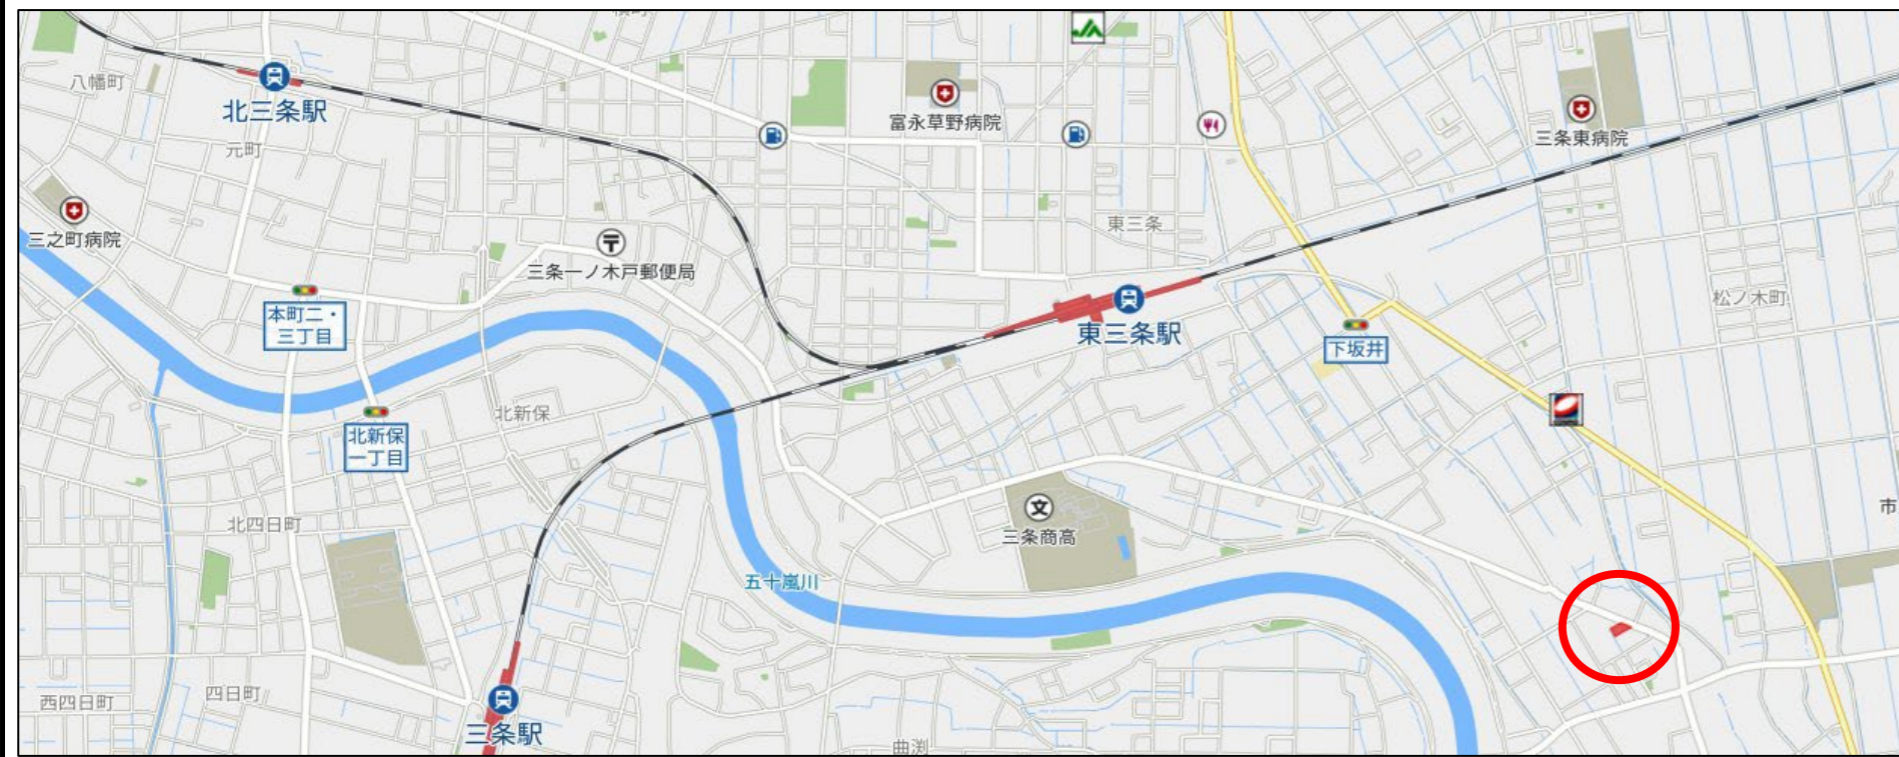 八幡町
北三条駅
元町
富永草野病院
三条東病院
三之町病院
東三条
三条一ノ木戸郵便局
松ノ木町
本町二・
三丁目
東三条駅
下坂井
北新保
北新保
一丁目
市
北四日町
文
三条商高
五十嵐川
西四日町
四日町
三条駅
曲渕